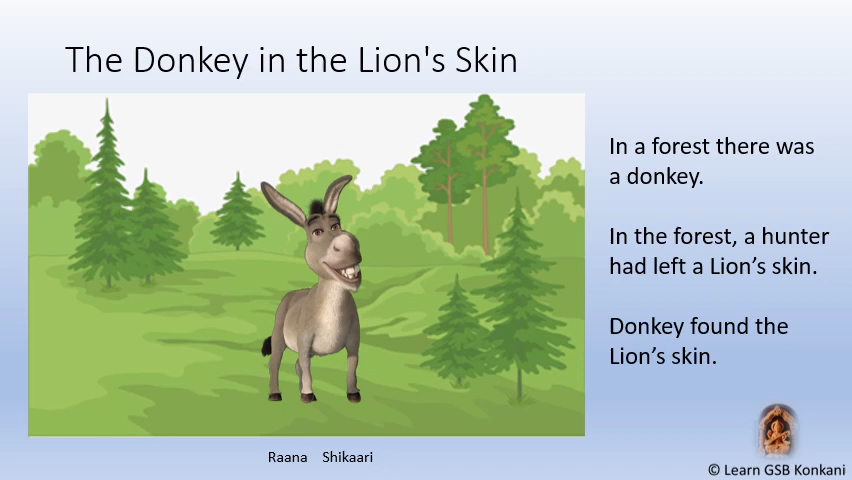 The Donkey in the Lion's Skin
In a forest there was
a donkey.
In the forest, a hunter
had left a Lion’s skin.
Donkey found the
Lion’s skin.
Raana Shikaari
© Learn GSB Konkani